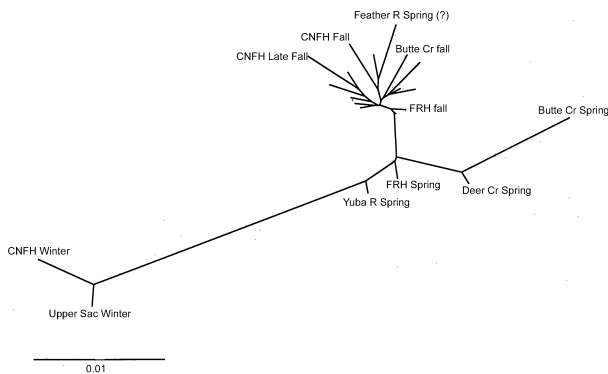 Feather R Spring (?)
CNFH Fall
Butte Cr fall
CNFH Late Fall
FRH fall
Butte Cr Spring
FRH Spring
Deer Cr Spring
Yuba R Spring
CNFH Winter
Upper Sac Winter
0.01